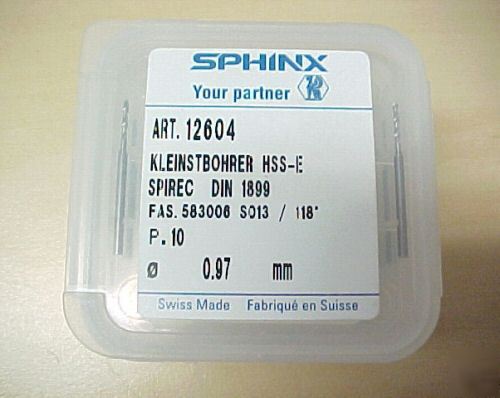 SPHINX
Your partner
ART. 12604
KLEINSTBOHRER HSS-E
SPIREC DIN 1899
FAS. 583006 S013 / 118°
P. 10
ø 0.97 mm
Swiss Made Fabriqué en Suisse